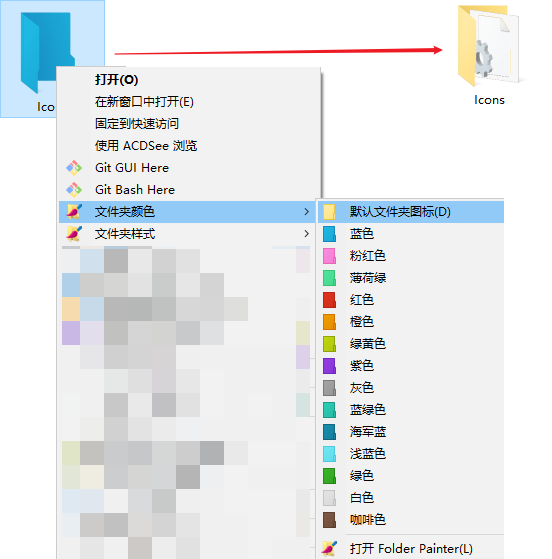 Ico
Icons
打开(O)
在新窗口中打开(E)
固定到快速访问
使用 ACDSee 浏览
Git GUI Here
Git Bash Here
文件夹颜色
文件夹样式
默认文件夹图标(D)
蓝色
粉红色
薄荷绿
红色
橙色
绿黄色
紫色
灰色
蓝绿色
海军蓝
浅蓝色
绿色
白色
咖啡色
打开 Folder Painter(L)